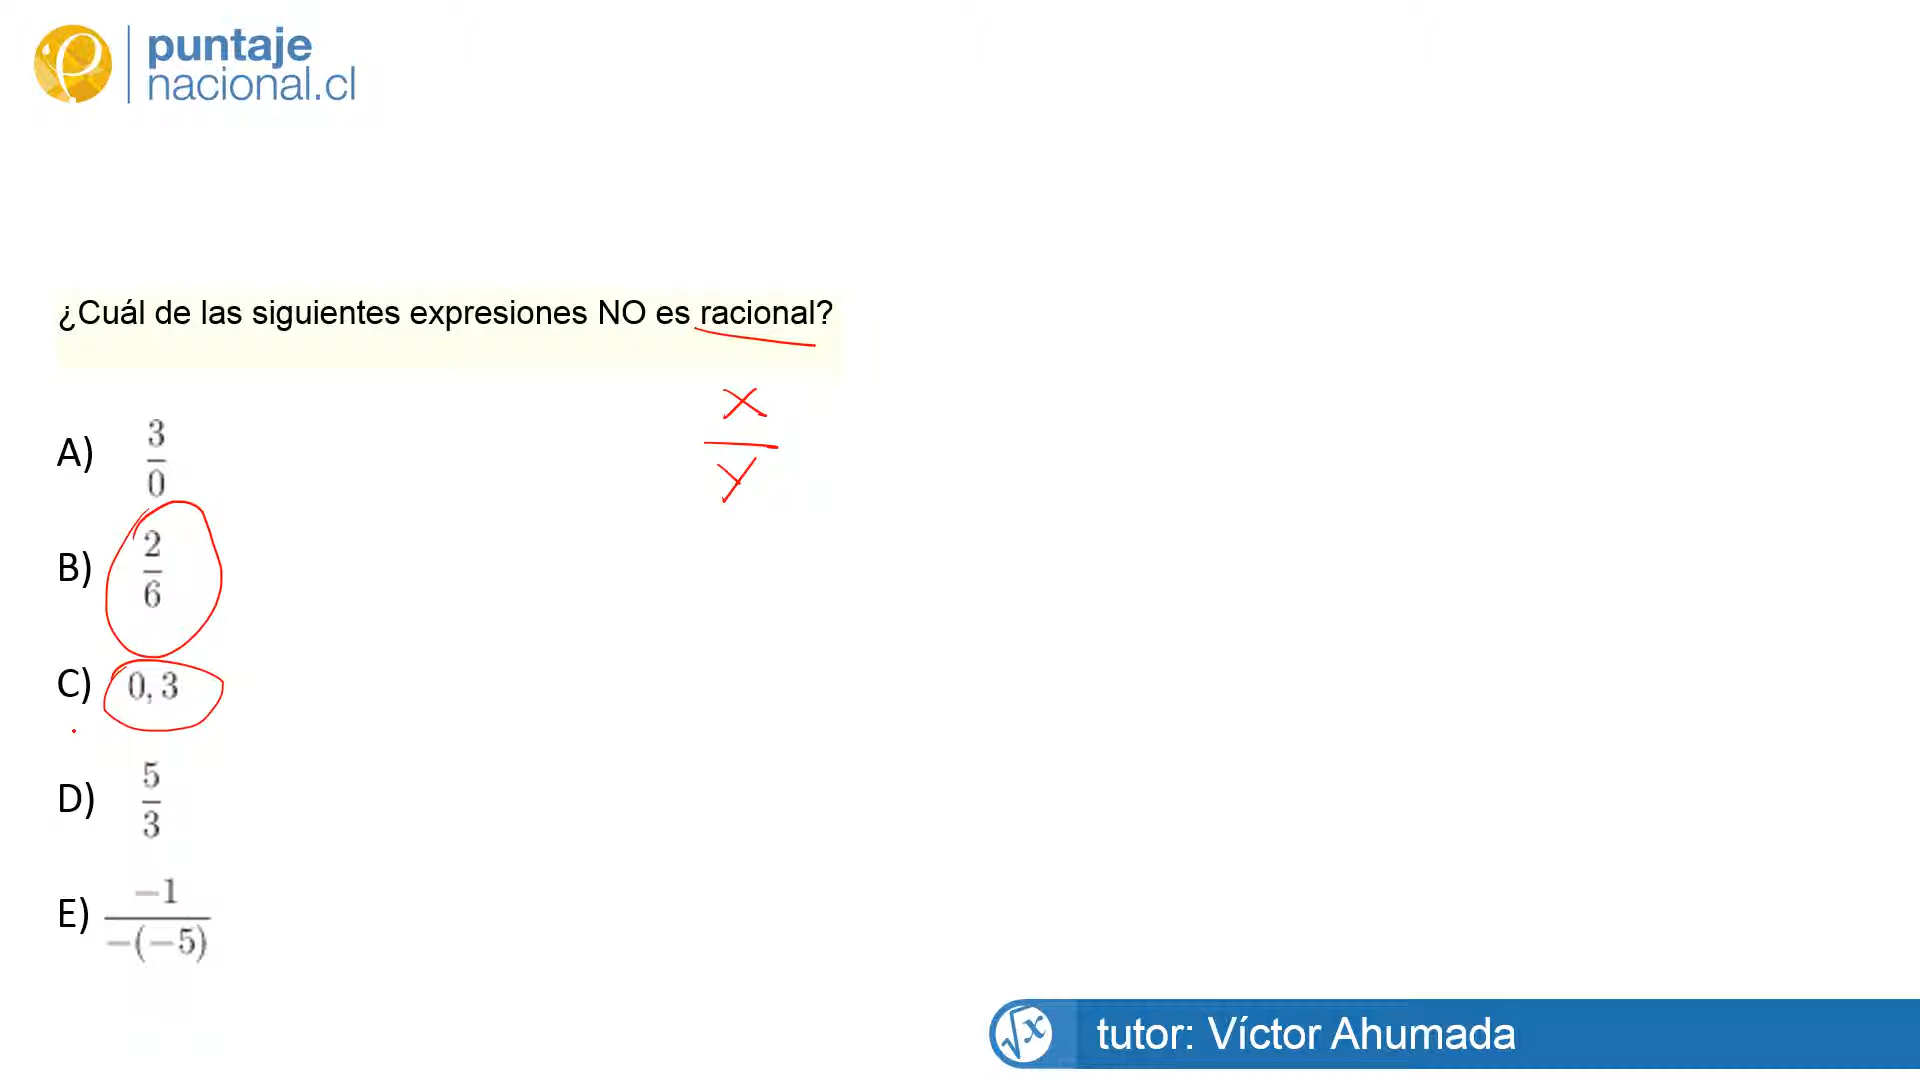 puntaje
nacional.cl
¿Cuál de las siguientes expresiones NO es racional?
x
y
A) 3/0
B) 2/6
C) 0, 3
D) 5/3
E) -1/-(-5)
tutor: Víctor Ahumada